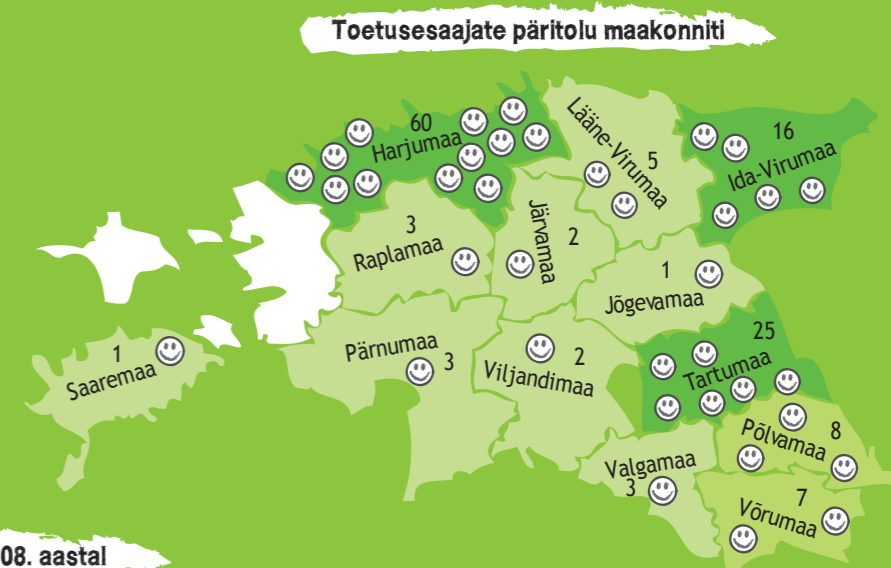 Toetusesaajate päritolu maakonniti
60
Harjumaa
Lääne-Virumaa
5
16
Ida-Virumaa
3
Raplamaa
Järvamaa
2
1
Jõgevamaa
1
Saaremaa
Pärnumaa
3
2
Viljandimaa
25
Tartumaa
8
Põlvamaa
Valgamaa
3
7
Võrumaa
08. aastal